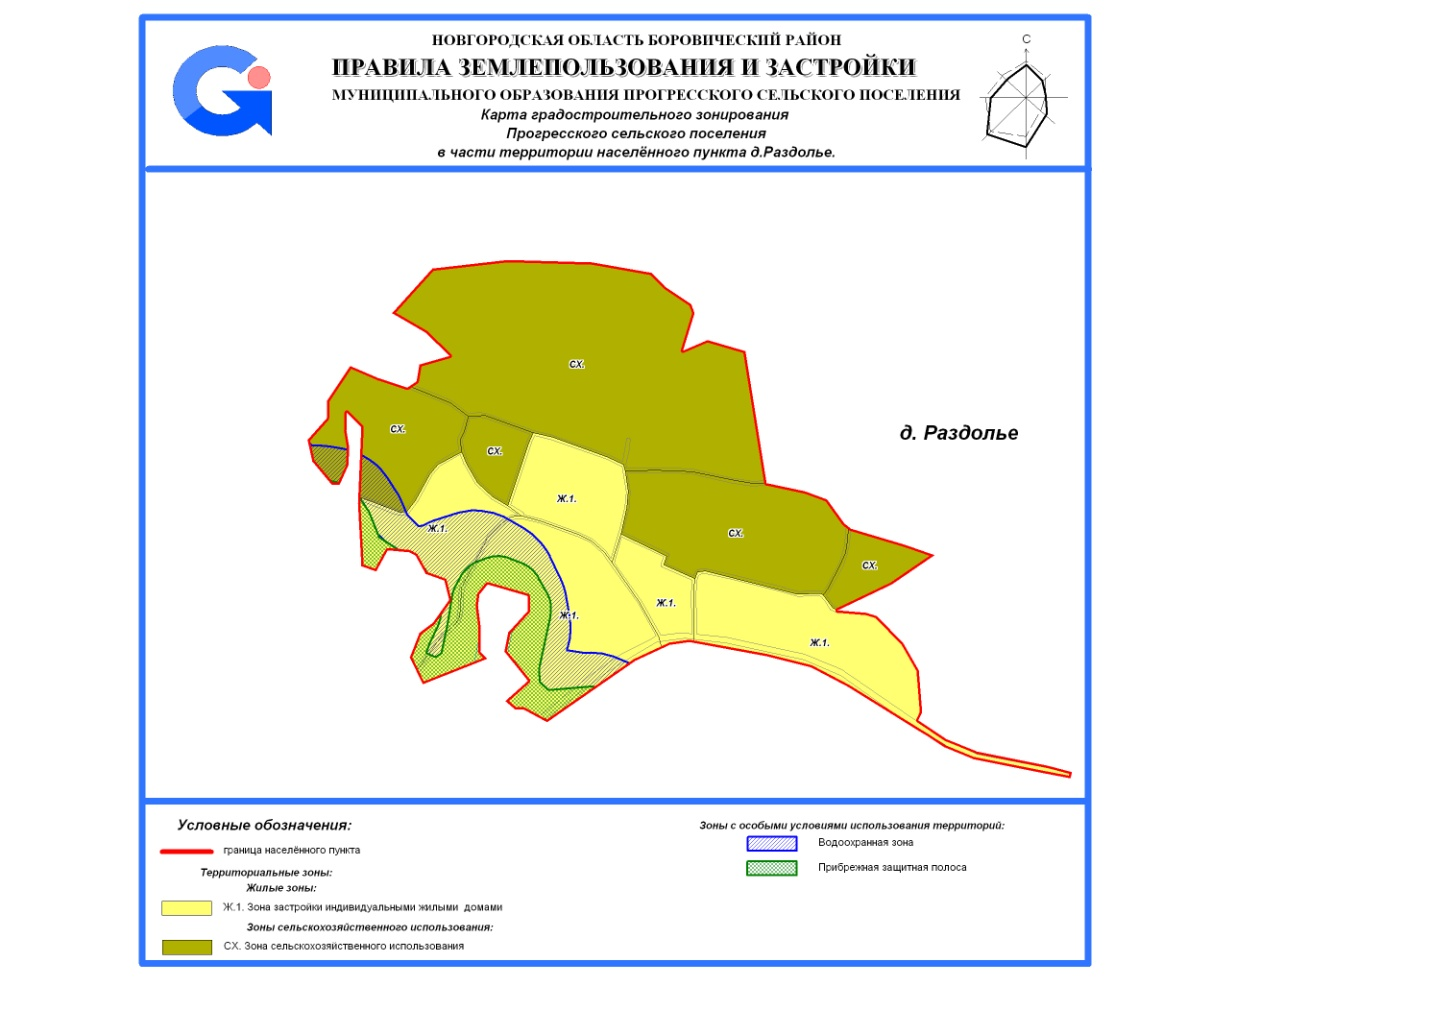 НОВГОРОДСКАЯ ОБЛАСТЬ БОРОВИЧЕСКИЙ РАЙОН
ПРАВИЛА ЗЕМЛЕПОЛЬЗОВАНИЯ И ЗАСТРОЙКИ
МУНИЦИПАЛЬНОГО ОБРАЗОВАНИЯ ПРОГРЕССКОГО СЕЛЬСКОГО ПОСЕЛЕНИЯ
Карта градостроительного зонирования
Прогресского сельского поселения
в части территории населённого пункта д.Раздолье.
С
СХ.
СХ.
СХ.
д. Раздолье
Ж.1.
Ж.1.
СХ.
СХ.
Ж.1.
Ж.1.
Ж.1.
Условные обозначения:
граница населённого пункта
Территориальные зоны:
Жилые зоны:
Ж.1. Зона застройки индивидуальными жилыми домами
Зоны сельскохозяйственного использования:
СХ. Зона сельскохозяйственного использования
Зоны с особыми условиями использования территорий:
Водоохранная зона
Прибрежная защитная полоса